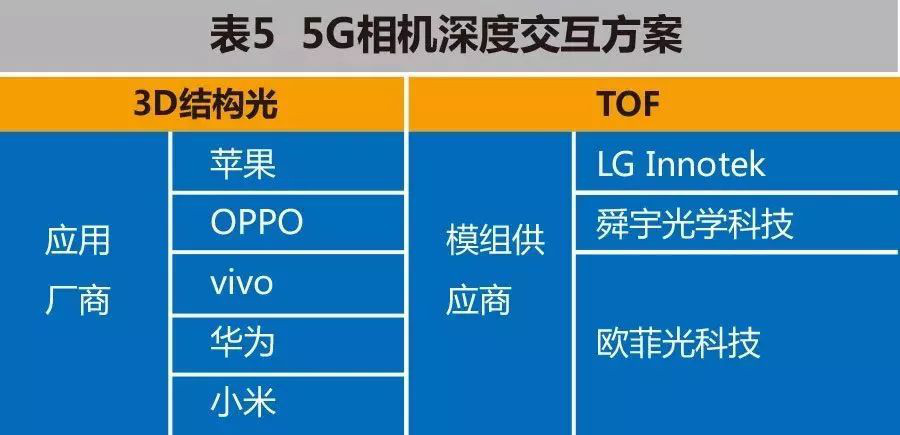 表5 5G相机深度交互方案
3D结构光
TOF
应用
厂商
苹果
OPPO
vivo
华为
小米
模组供
应商
LG Innotek
舜宇光学科技
欧菲光科技